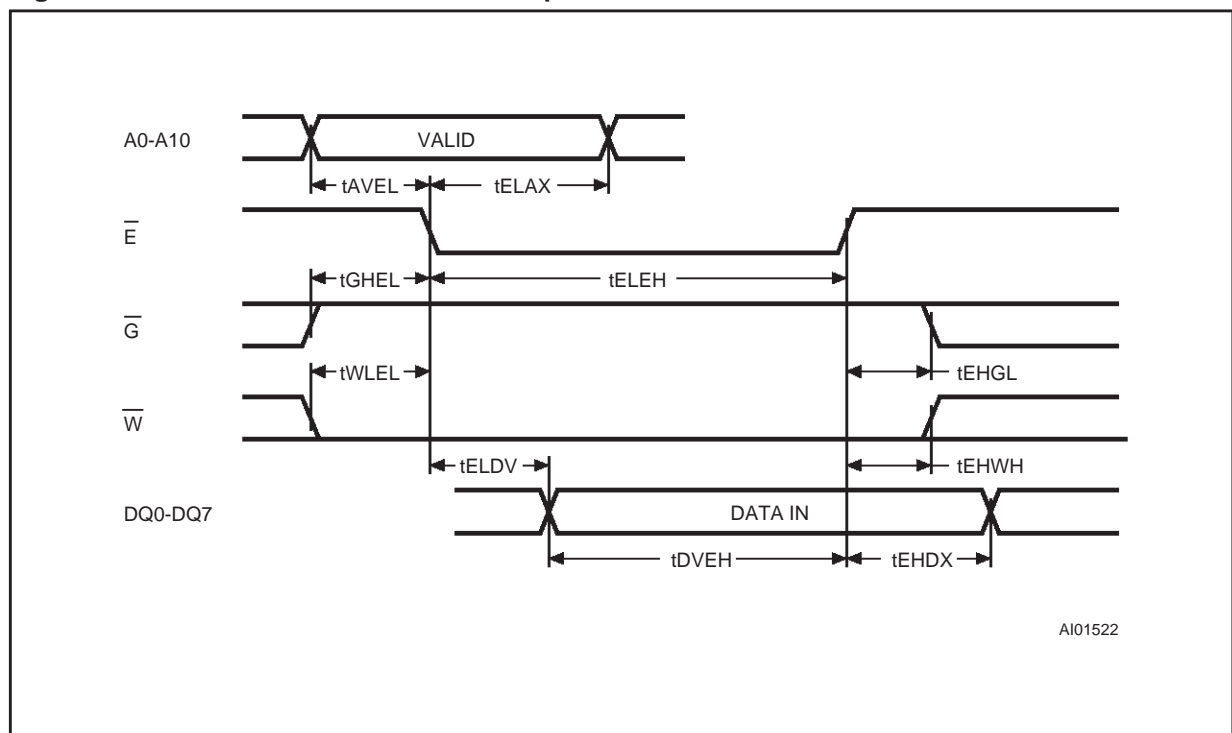 A0-A10
VALID
tAVEL
tELAX
E
tGHEL
tELEH
G
tWLEL
tEHGL
W
tELDV
tEHWH
DQ0-DQ7
DATA IN
tDVEH
tEHDX
AI01522